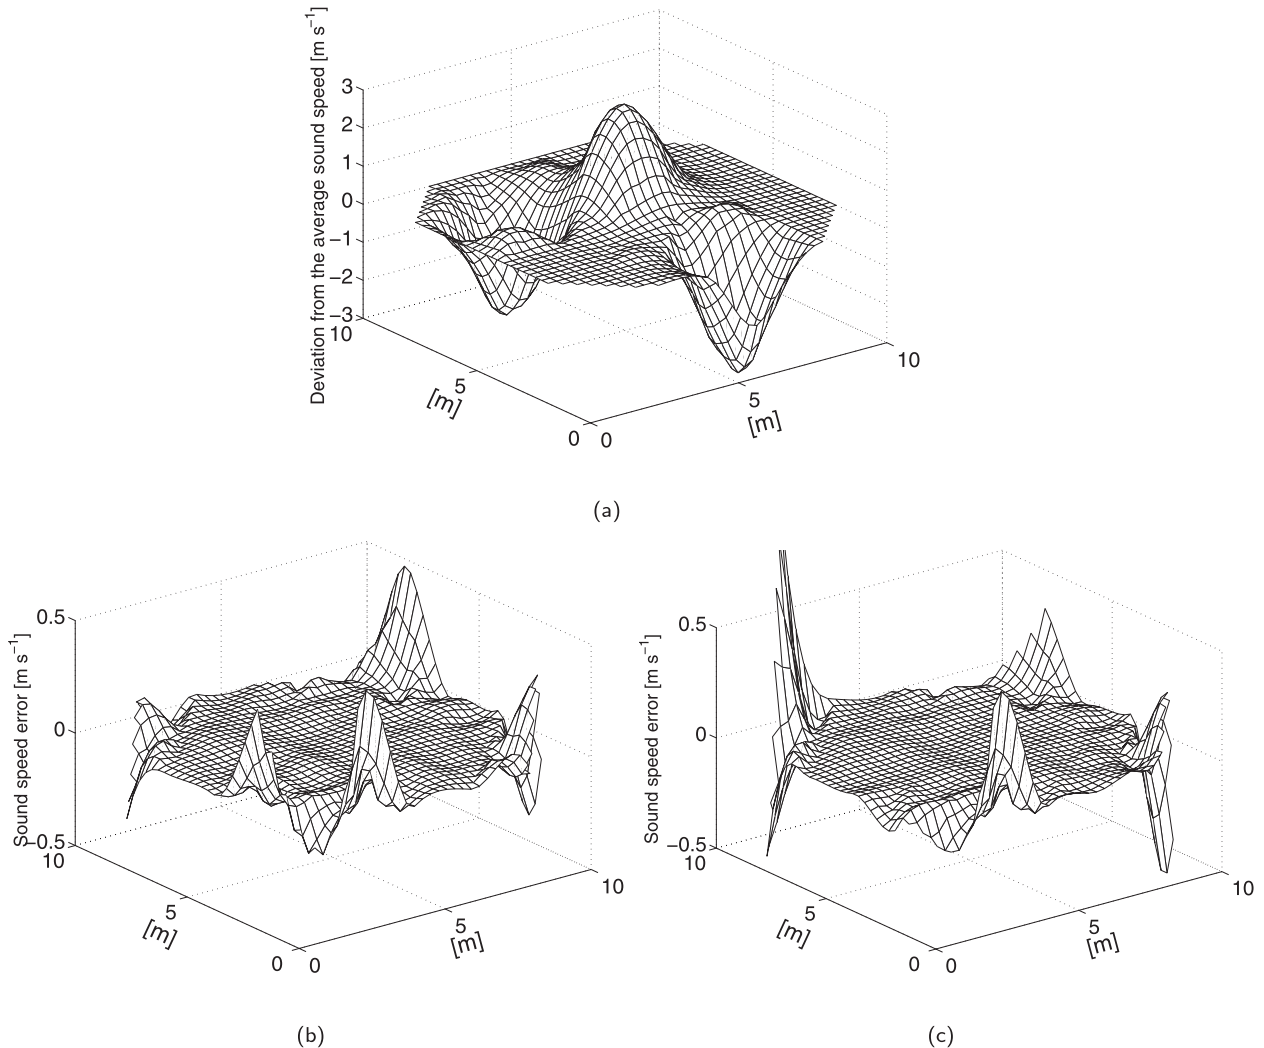 Deviation from the average sound speed [m s−1]
3
2
1
0
−1
−2
−3
10
5
0
[m]
0
5
10
[m]
(a)
Sound speed error [m s−1]
0.5
0
−0.5
10
5
0
[m]
0
5
10
[m]
(b)
Sound speed error [m s−1]
0.5
0
−0.5
10
5
0
[m]
0
5
10
[m]
(c)